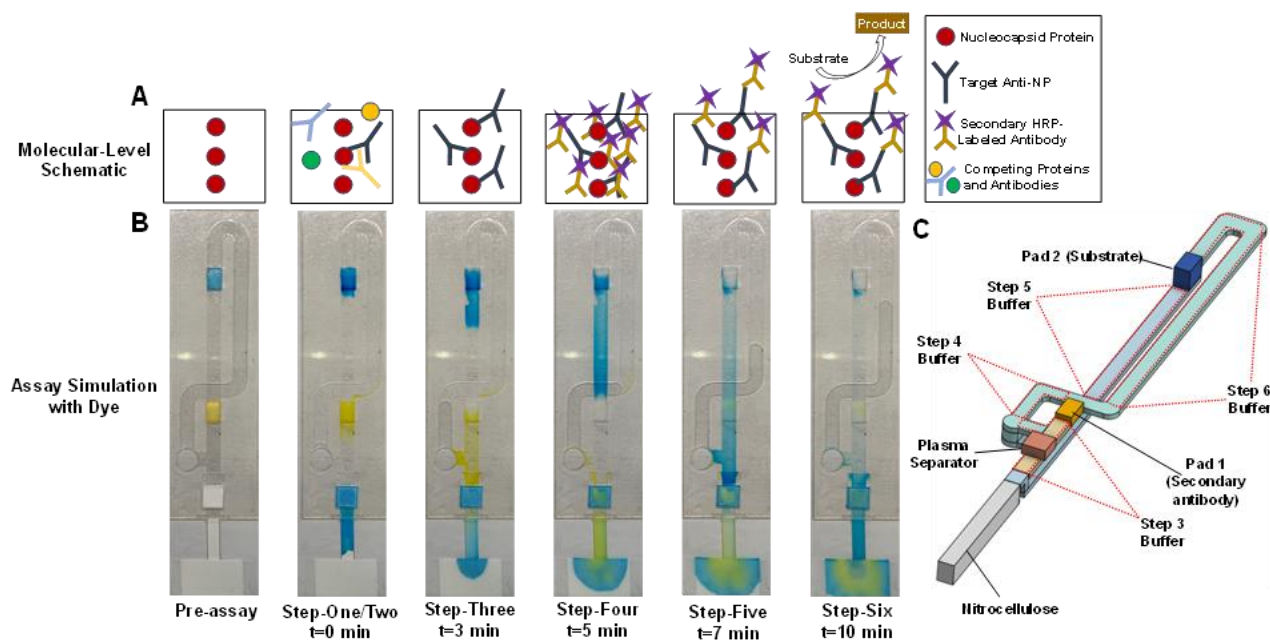 Product
Substrate
Nucleocapsid Protein
Target Anti-NP
Secondary HRP-
Labeled Antibody
Competing Proteins
and Antibodies
A
Molecular-Level
Schematic
B
Assay Simulation
with Dye
Pre-assay
Step-One/Two
t=0 min
Step-Three
t=3 min
Step-Four
t=5 min
Step-Five
t=7 min
Step-Six
t=10 min
C
Pad 2 (Substrate)
Step 5
Buffer
Step 4
Buffer
Step 6
Buffer
Plasma
Separator
Pad 1
(Secondary
antibody)
Step 3
Buffer
Nitrocellulose